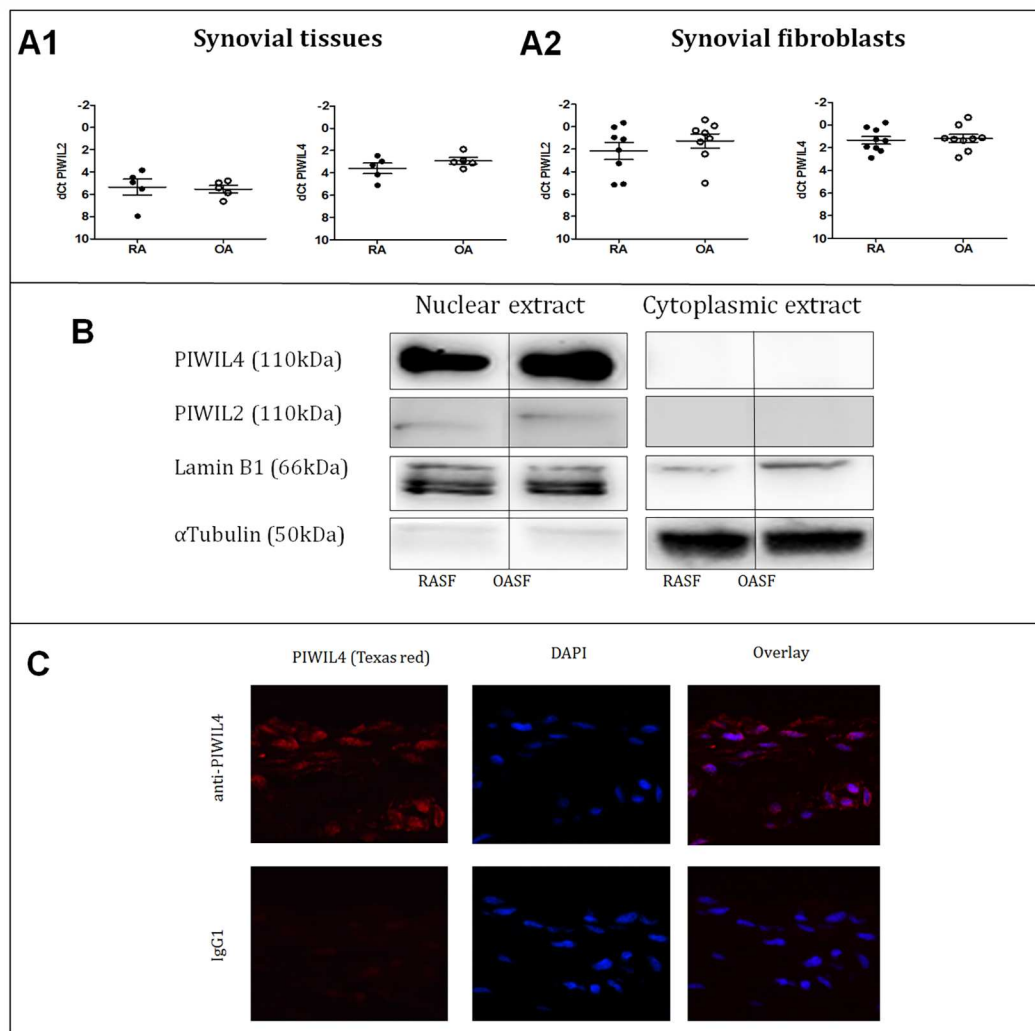 A1 Synovial tissues
A2 Synovial fibroblasts
dCt PIWIL2
-2
0
2
4
6
8
10
RA OA
dCt PIWIL4
-2
0
2
4
6
8
10
RA OA
dCt PIWIL2
-2
0
2
4
6
8
10
RA OA
dCt PIWIL4
-2
0
2
4
6
8
10
RA OA
B
Nuclear extract Cytoplasmic extract
PIWIL4 (110kDa)
PIWIL2 (110kDa)
Lamin B1 (66kDa)
αTubulin (50kDa)
RASF OASF RASF OASF
C
PIWIL4 (Texas red) DAPI Overlay
anti-PIWIL4
IgG1